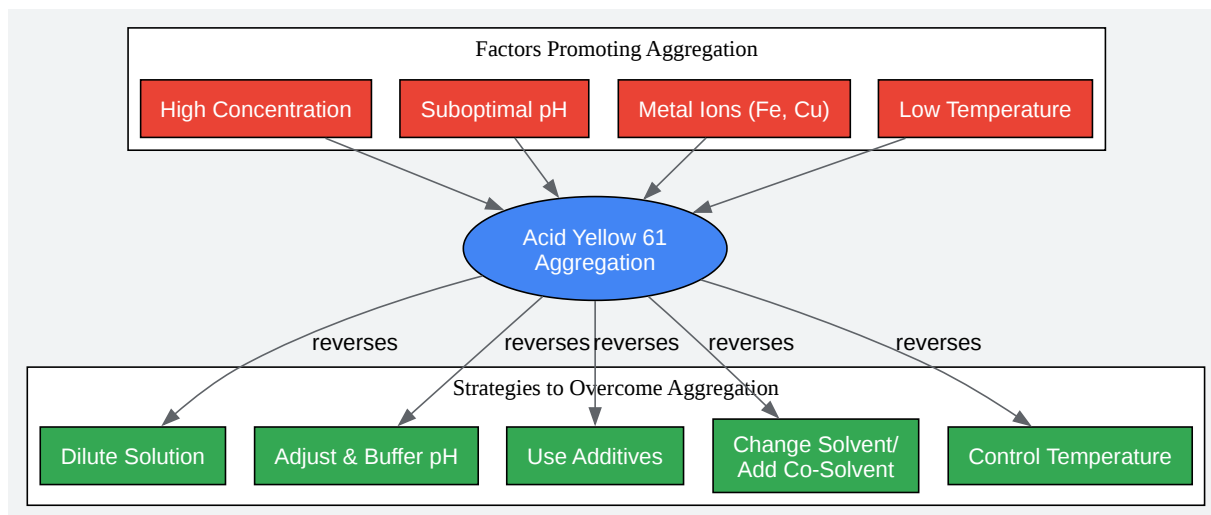 Factors Promoting Aggregation
High Concentration
Suboptimal pH
Metal Ions (Fe, Cu)
Low Temperature
Acid Yellow 61
Aggregation
reverses
reverses
reverses
reverses
reverses
Strategies to Overcome Aggregation
Dilute Solution
Adjust & Buffer pH
Use Additives
Change Solvent/
Add Co-Solvent
Control Temperature